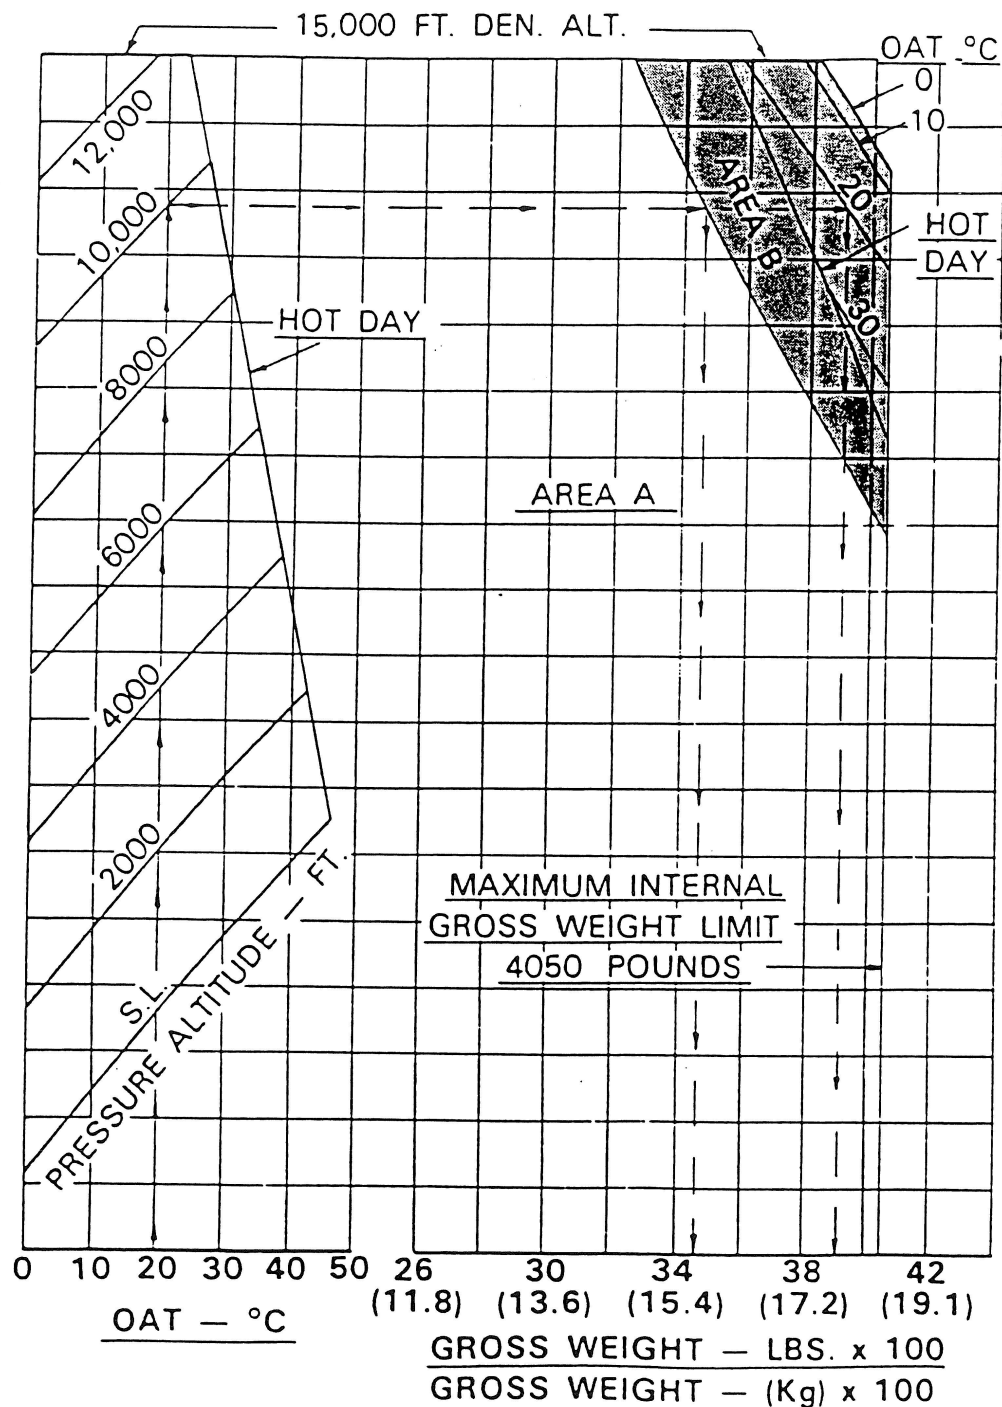 15,000 FT. DEN. ALT.
OAT - °C
0
10
20
HOT
DAY
30
AREA B
12,000
10,000
8000
6000
4000
2000
S.L.
PRESSURE ALTITUDE — FT.
HOT DAY
AREA A
MAXIMUM INTERNAL
GROSS WEIGHT LIMIT
4050 POUNDS
0 10 20 30 40 50 26 30 34 38 42
(11.8) (13.6) (15.4) (17.2) (19.1)
OAT — °C
GROSS WEIGHT — LBS. x 100
GROSS WEIGHT — (Kg) x 100